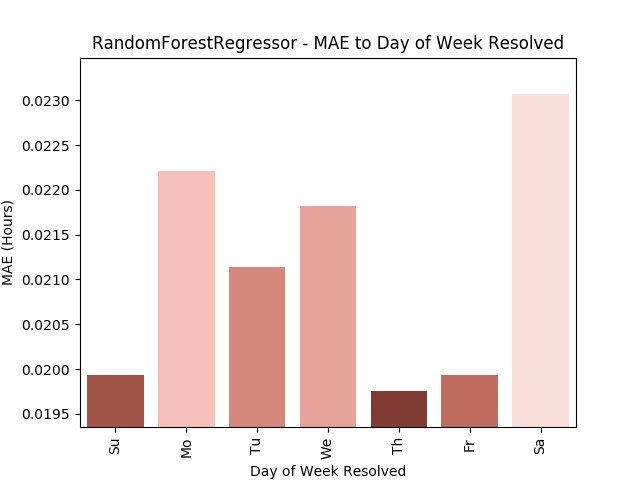 RandomForestRegressor - MAE to Day of Week Resolved
MAE (Hours)
0.0230
0.0225
0.0220
0.0215
0.0210
0.0205
0.0200
0.0195
Su
Mo
Tu
We
Th
Fr
Sa
Day of Week Resolved